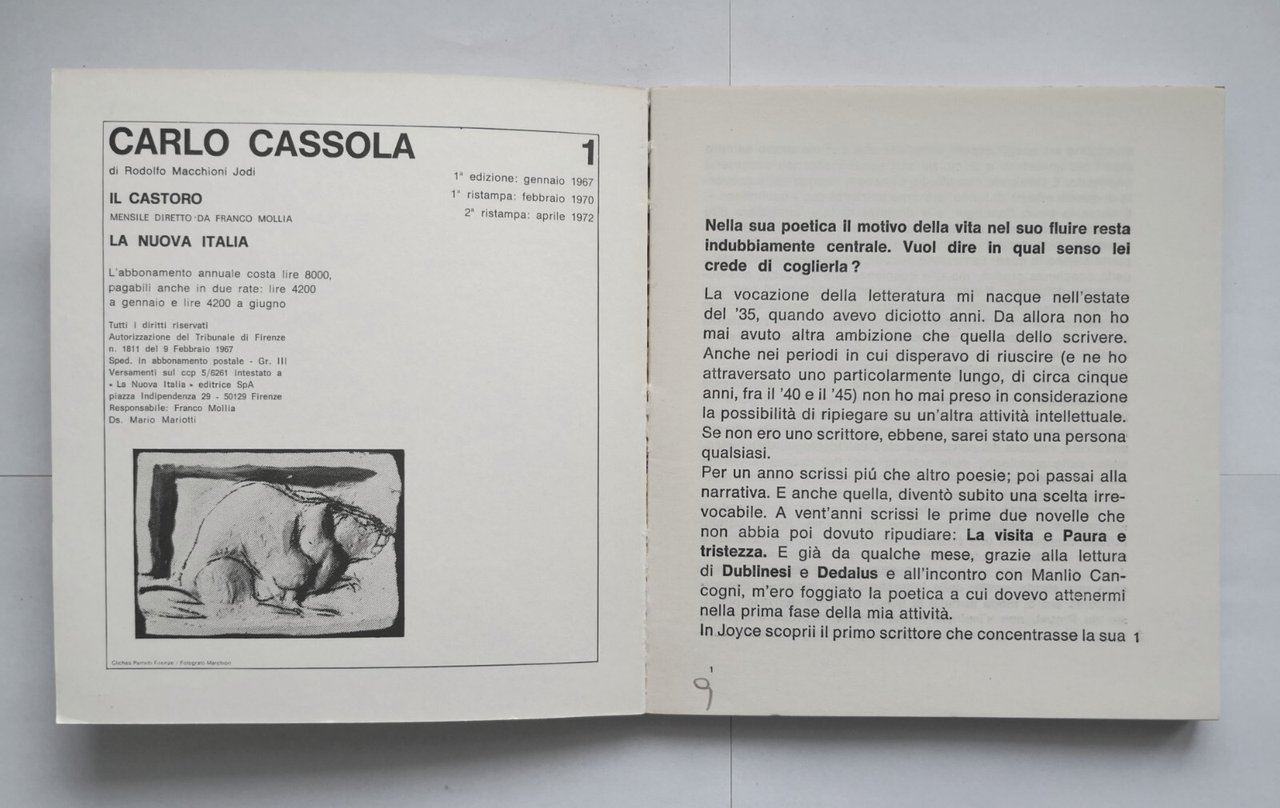 CARLO CASSOLA
1
di Rodolfo Macchioni Jodi
1ª edizione: gennaio 1967
1ª ristampa: febbraio 1970
2ª ristampa: aprile 1972
IL CASTORO
MENSILE DIRETTO DA FRANCO MOLLIA
LA NUOVA ITALIA
L'abbonamento annuale costa lire 8000,
pagabili anche in due rate: lire 4200
a gennaio e lire 4200 a giugno
Tutti i diritti riservati
Autorizzazione del Tribunale di Firenze
n. 1811 del 9 Febbraio 1967
Sped. in abbonamento postale - Gr. III
Versamenti sul ccp 5/6261 intestato a
« La Nuova Italia » editrice SpA
piazza Indipendenza 29 - 50129 Firenze
Responsabile: Franco Mollia
Ds. Mario Mariotti
Firenze / Fotografo Marchiori
Nella sua poetica il motivo della vita nel suo fluire resta
indubbiamente centrale. Vuol dire in qual senso lei
crede di coglierla?
La vocazione della letteratura mi nacque nell'estate
del '35, quando avevo diciotto anni. Da allora non ho
mai avuto altra ambizione che quella dello scrivere.
Anche nei periodi in cui disperavo di riuscire (e ne ho
attraversato uno particolarmente lungo, di circa cinque
anni, fra il '40 e il '45) non ho mai preso in considerazione
la possibilità di ripiegare su un'altra attività intellettuale.
Se non ero uno scrittore, ebbene, sarei stato una persona
qualsiasi.
Per un anno scrissi piú che altro poesie; poi passai alla
narrativa. E anche quella, diventò subito una scelta irre-
vocabile. A vent'anni scrissi le prime due novelle che
non abbia poi dovuto ripudiare: La visita e Paura e
tristezza. E già da qualche mese, grazie alla lettura
di Dublinesi e Dedalus e all'incontro con Manlio Can-
cogni, m'ero foggiato la poetica a cui dovevo attenermi
nella prima fase della mia attività.
In Joyce scoprii il primo scrittore che concentrasse la sua 1
1
9